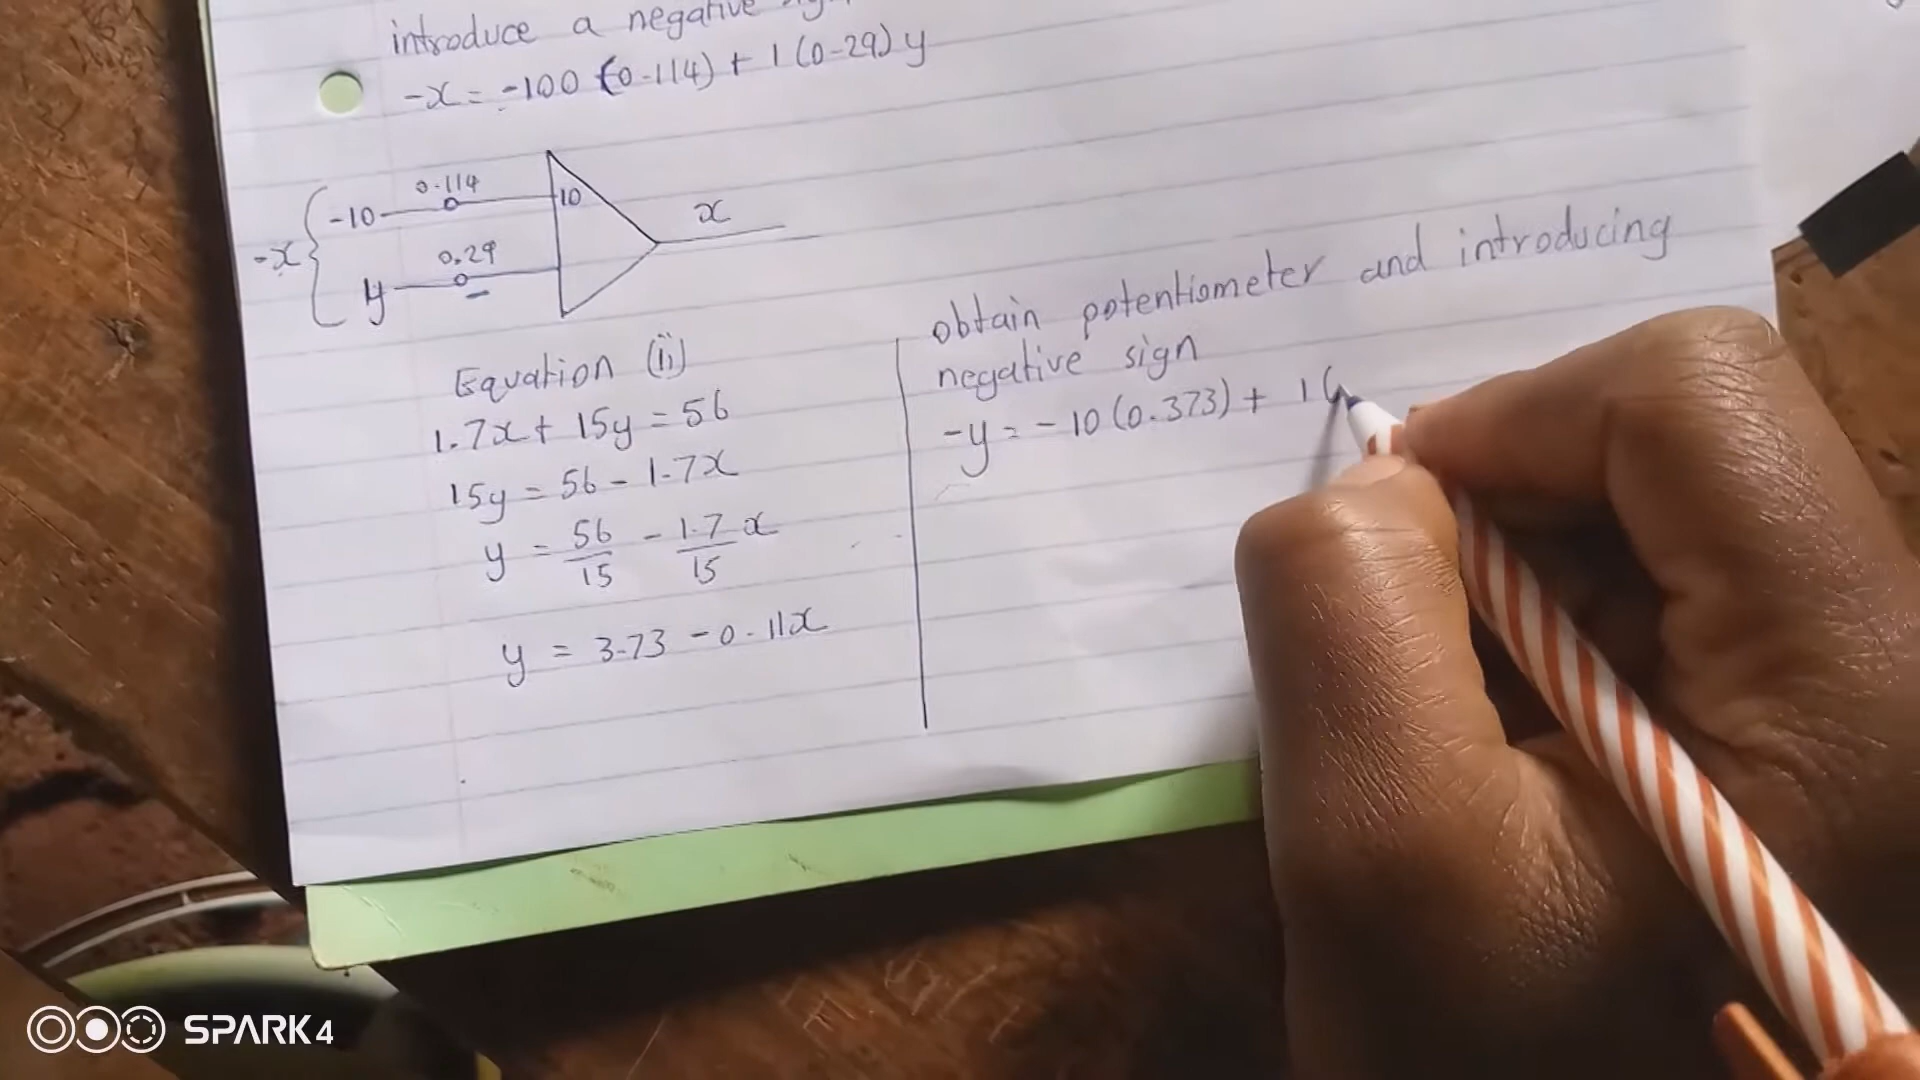 introduce a negative
-x = -100 (0.114) + 1 (0.29) y
0.114
-10
10
x
-x
0.29
y
Equation (ii)
1.7x + 15y = 56
15y = 56 - 1.7x
y = 56/15 - 1.7/15 x
y = 3.73 - 0.11x
obtain potentiometer and introducing
negative sign
-y = -10 (0.373) + 1 (
SPARK 4